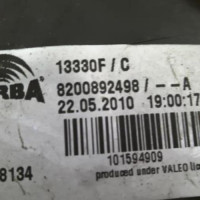 RBA
13330F / C
8200892498 / --A
22.05.2010 19:00:17
8134
101594909
produced under VALEO lic